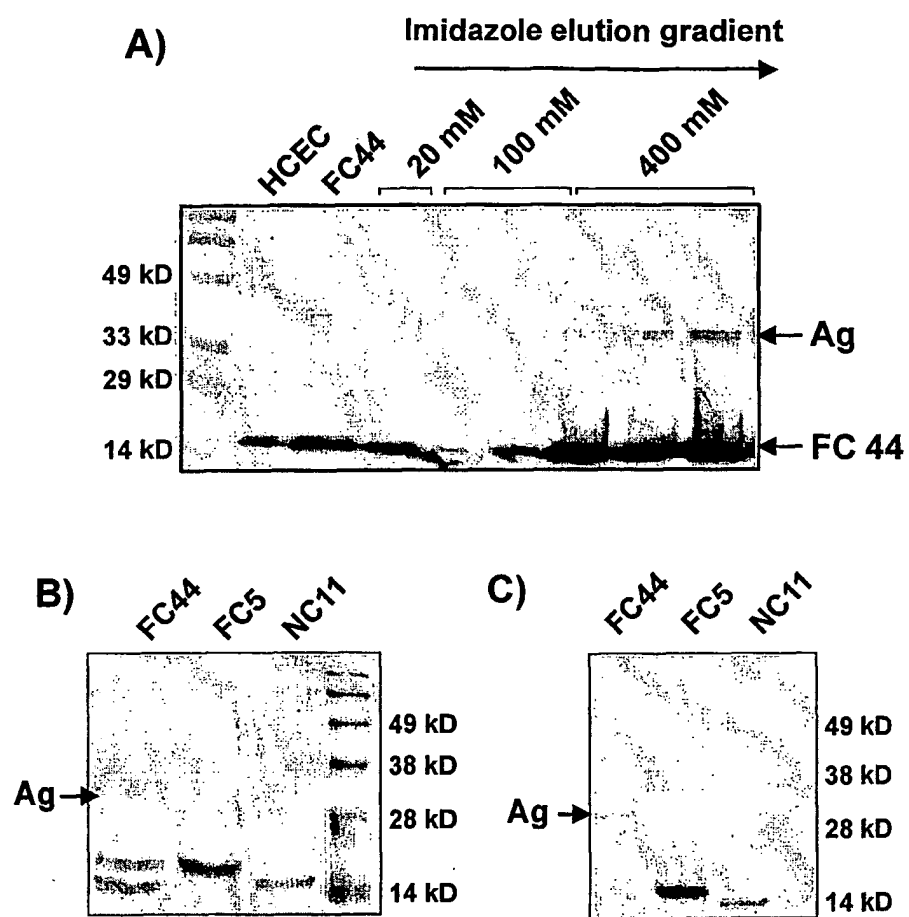 A)
Imidazole elution gradient
HCEC
FC44
20 mM
100 mM
400 mM
49 kD
33 kD
29 kD
14 kD
Ag
FC 44
B)
FC44
FC5
NC11
Ag
49 kD
38 kD
28 kD
14 kD
C)
FC44
FC5
NC11
Ag
49 kD
38 kD
28 kD
14 kD